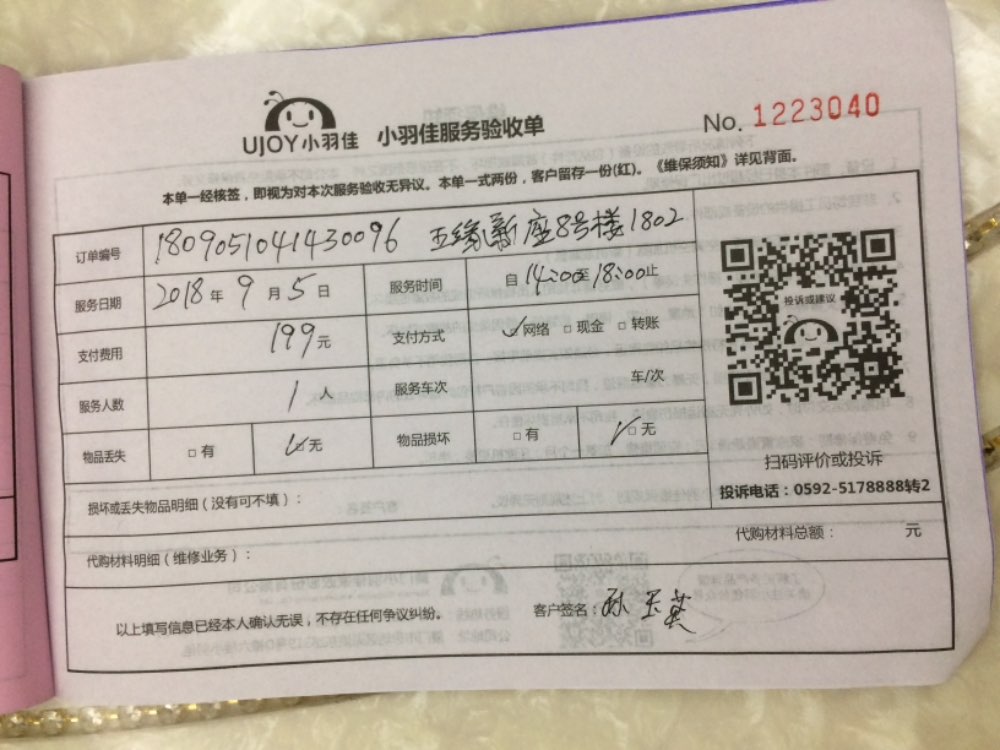 UJOY小羽佳 小羽佳服务验收单 No. 1223040
本单一经核签，即视为对本次服务验收无异议。本单一式两份，客户留存一份(红)。《维保须知》详见背面。
订单编号 1809051041430096 五缘新座8号楼1802
服务日期 2018年9月5日 服务时间 自14:00至18:00止
支付费用 199元 支付方式 ✓网络 □现金 □转账
服务人数 1人 服务车次 车/次
物品丢失 □有 ☑无 物品损坏 □有 ☑无
投诉或建议
扫码评价或投诉
投诉电话：0592-5178888转2
损坏或丢失物品明细（没有可不填）：
代购材料明细（维修业务）： 代购材料总额： 元
以上填写信息已经本人确认无误，不存在任何争议纠纷。 客户签名：孙玉英